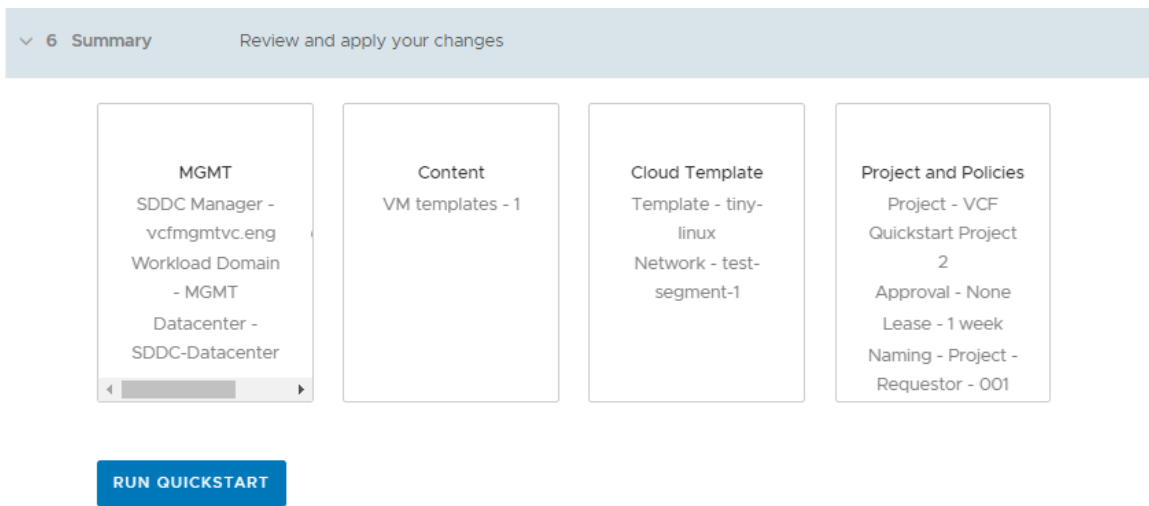 6 Summary Review and apply your changes
MGMT
SDDC Manager -
vcfmgmtvc.eng
Workload Domain
- MGMT
Datacenter -
SDDC-Datacenter
Content
VM templates - 1
Cloud Template
Template - tiny-
linux
Network - test-
segment-1
Project and Policies
Project - VCF
Quickstart Project
2
Approval - None
Lease - 1 week
Naming - Project -
Requestor - 001
RUN QUICKSTART